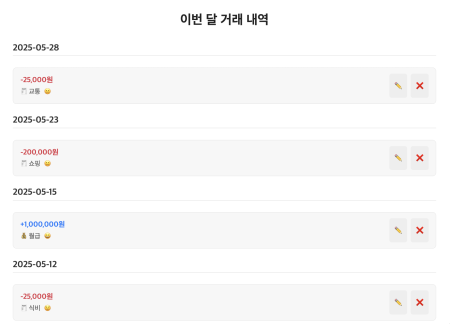 이번 달 거래 내역
2025-05-28
-25,000원
교통
2025-05-23
-200,000원
쇼핑
2025-05-15
+1,000,000원
월급
2025-05-12
-25,000원
식비